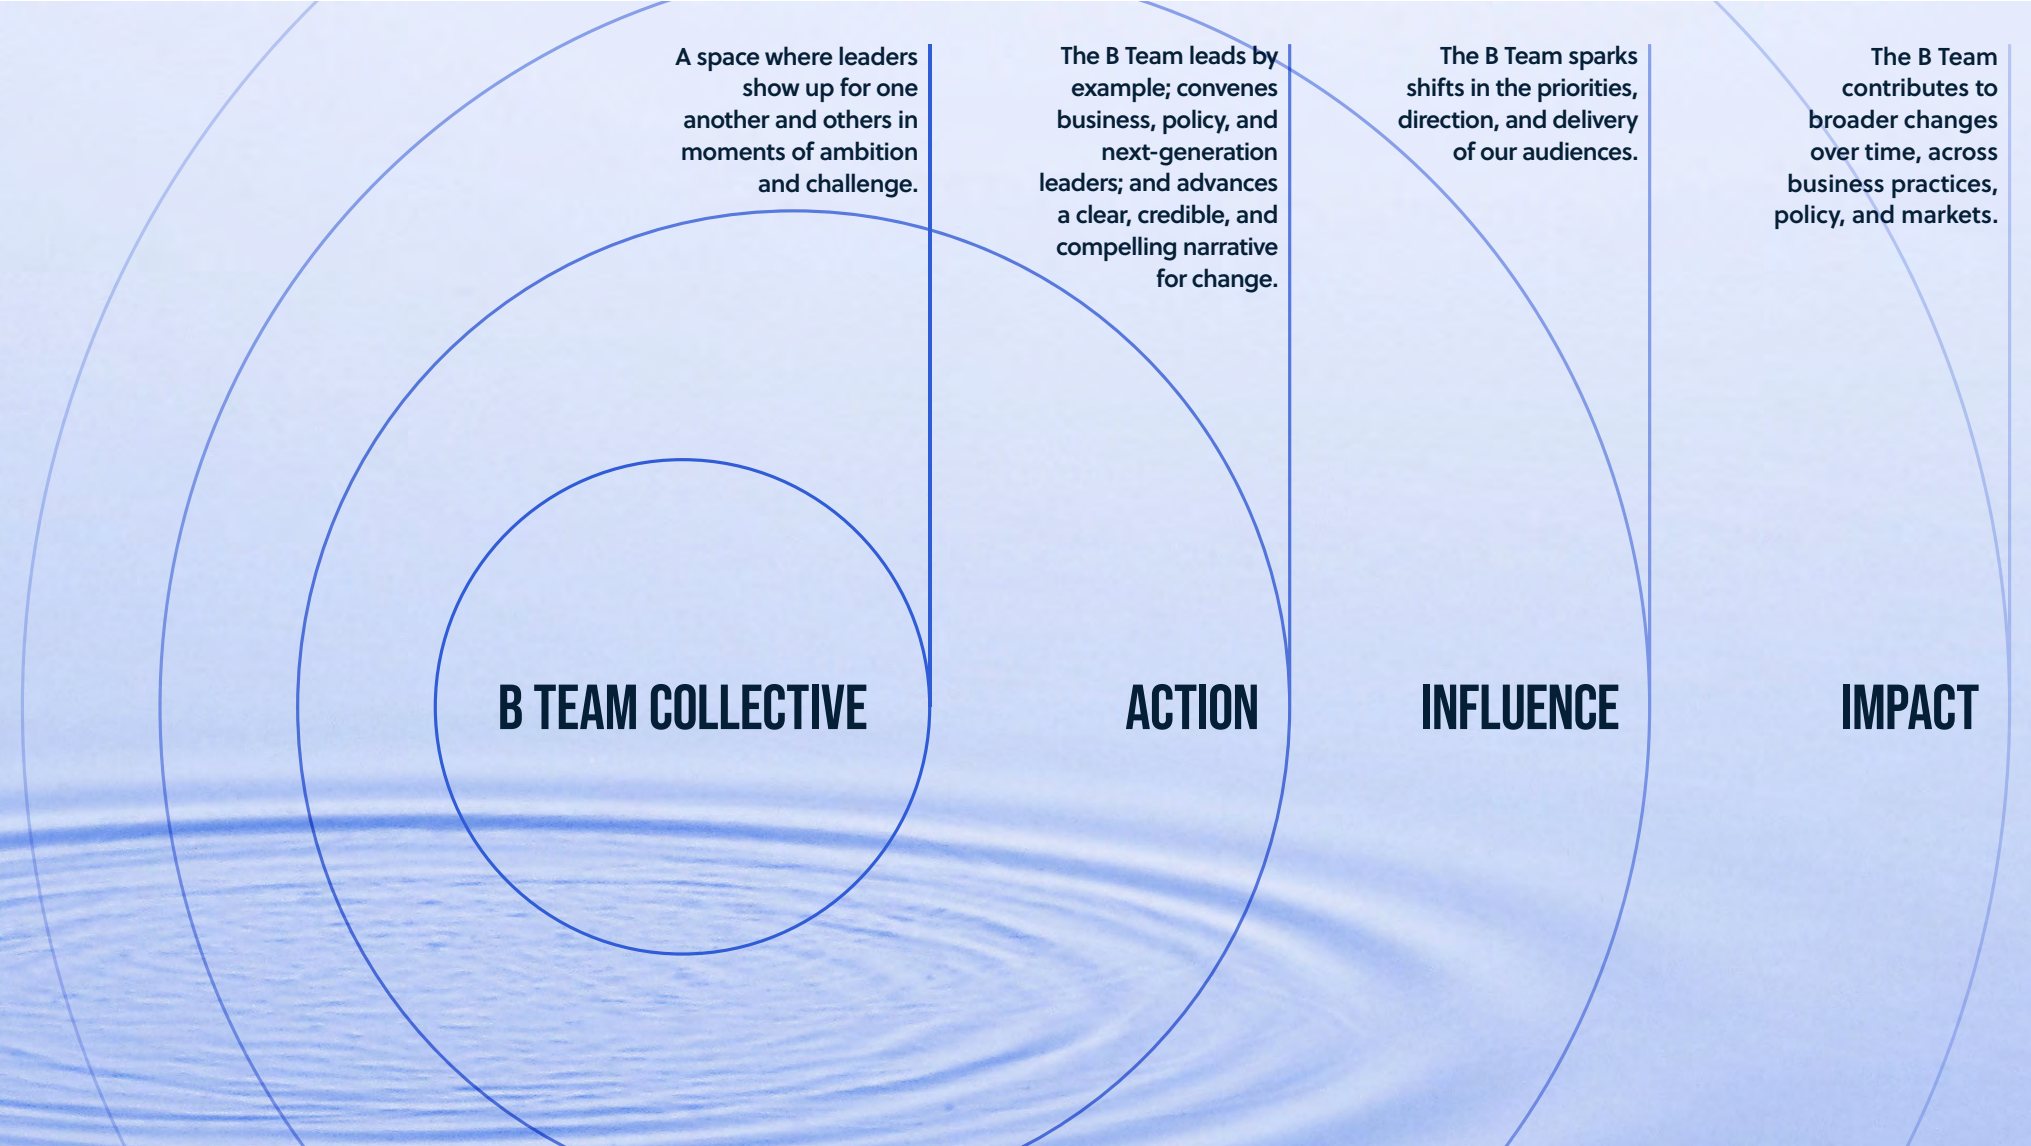 A space where leaders
show up for one
another and others in
moments of ambition
and challenge.
The B Team leads by
example; convenes
business, policy, and
next-generation
leaders; and advances
a clear, credible, and
compelling narrative
for change.
The B Team sparks
shifts in the priorities,
direction, and delivery
of our audiences.
The B Team
contributes to
broader changes
over time, across
business practices,
policy, and markets.
B TEAM COLLECTIVE
ACTION
INFLUENCE
IMPACT